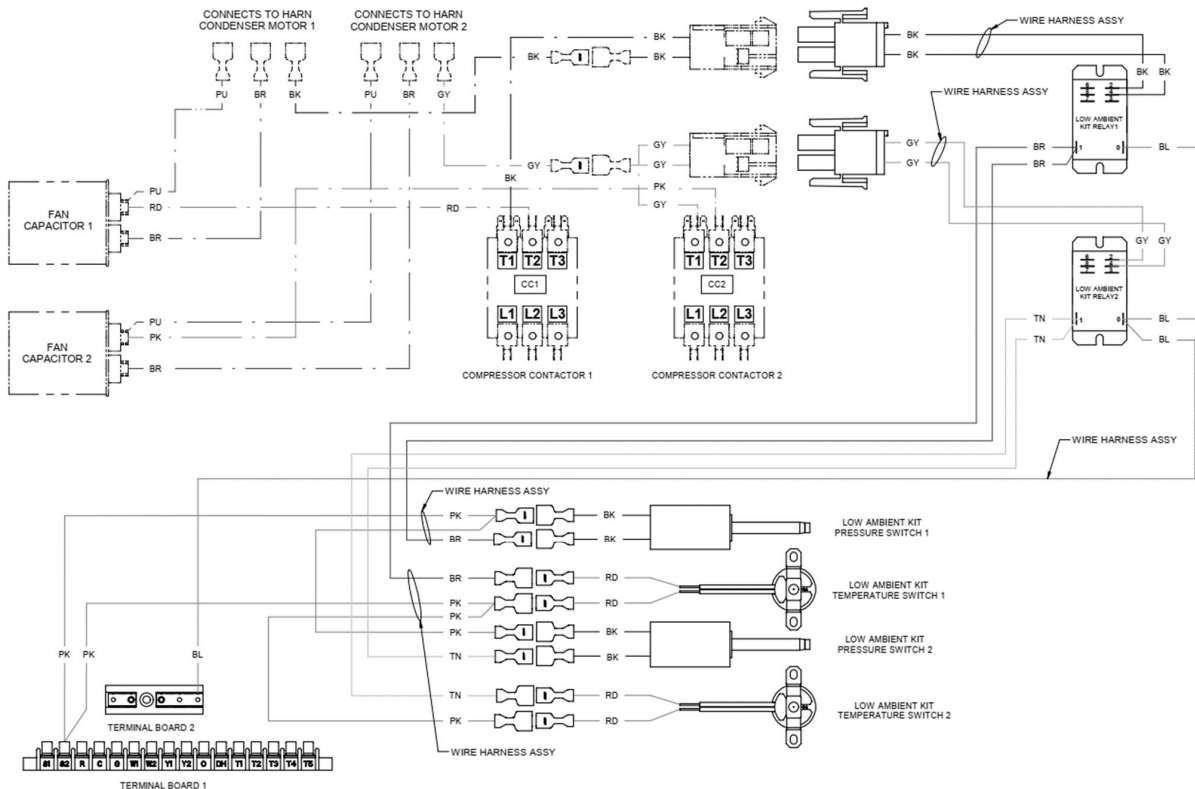 CONNECTS TO HARN
CONDENSER MOTOR 1
CONNECTS TO HARN
CONDENSER MOTOR 2
PU
BR
BK
PU
BR
GY
BK
BK
BK
BK
WIRE HARNESS ASSY
BK
BK
BK
BK
LOW AMBIENT
KIT RELAY1
1
0
BL
WIRE HARNESS ASSY
BR
BR
GY
GY
GY
GY
GY
PK
GY
GY
GY
BK
FAN
CAPACITOR 1
PU
RD
BR
RD
T1
T2
T3
CC1
L1
L2
L3
COMPRESSOR CONTACTOR 1
T1
T2
T3
CC2
L1
L2
L3
COMPRESSOR CONTACTOR 2
LOW AMBIENT
KIT RELAY2
1
0
BL
BL
TN
TN
FAN
CAPACITOR 2
PU
PK
BR
WIRE HARNESS ASSY
WIRE HARNESS ASSY
PK
BK
BR
BK
LOW AMBIENT KIT
PRESSURE SWITCH 1
BR
RD
PK
RD
PK
LOW AMBIENT KIT
TEMPERATURE SWITCH 1
PK
BK
TN
BK
LOW AMBIENT KIT
PRESSURE SWITCH 2
TN
RD
PK
RD
LOW AMBIENT KIT
TEMPERATURE SWITCH 2
WIRE HARNESS ASSY
PK
PK
BL
TERMINAL BOARD 2
S1 S2 R C G W1 W2 Y1 Y2 O DH T1 T2 T3 T4 T5
TERMINAL BOARD 1